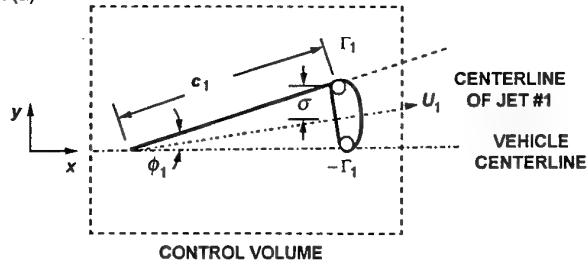 Γ₁
c₁
σ
CENTERLINE
OF JET #1
U₁
y
x
VEHICLE
CENTERLINE
ϕ₁
−Γ₁
CONTROL VOLUME